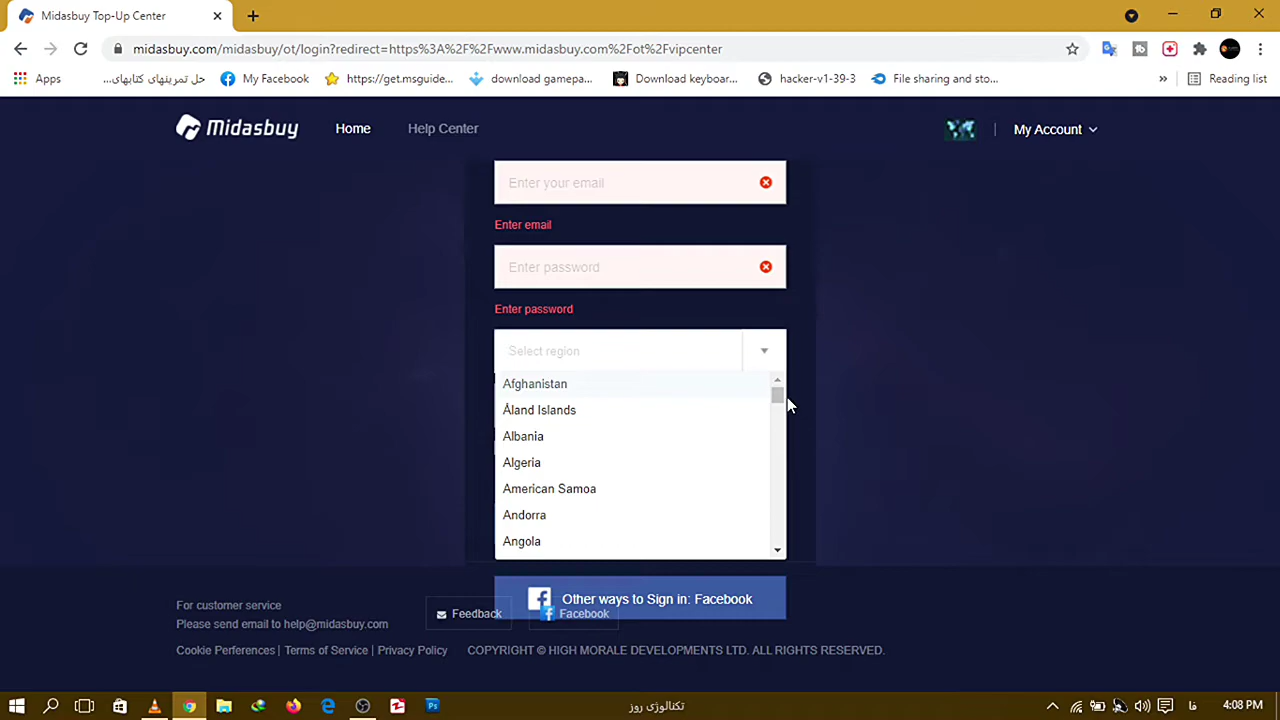 Midasbuy Top-Up Center
midasbuy.com/midasbuy/ot/login?redirect=https%3A%2F%2Fwww.midasbuy.com%2Fot%2Fvipcenter
Apps
حل تمرینهای کتابهای...
My Facebook
https://get.msguide...
download gamepa...
Download keyboar...
hacker-v1-39-3
File sharing and sto...
»
Reading list
Midasbuy
Home
Help Center
My Account
Enter your email
Enter email
Enter password
Enter password
Select region
Afghanistan
Åland Islands
Albania
Algeria
American Samoa
Andorra
Angola
Other ways to Sign in: Facebook
For customer service
Please send email to help@midasbuy.com
Feedback
Facebook
Cookie Perferences | Terms of Service | Privacy Policy
COPYRIGHT © HIGH MORALE DEVELOPMENTS LTD. ALL RIGHTS RESERVED.
تکنالوژی روز
فا
4:08 PM